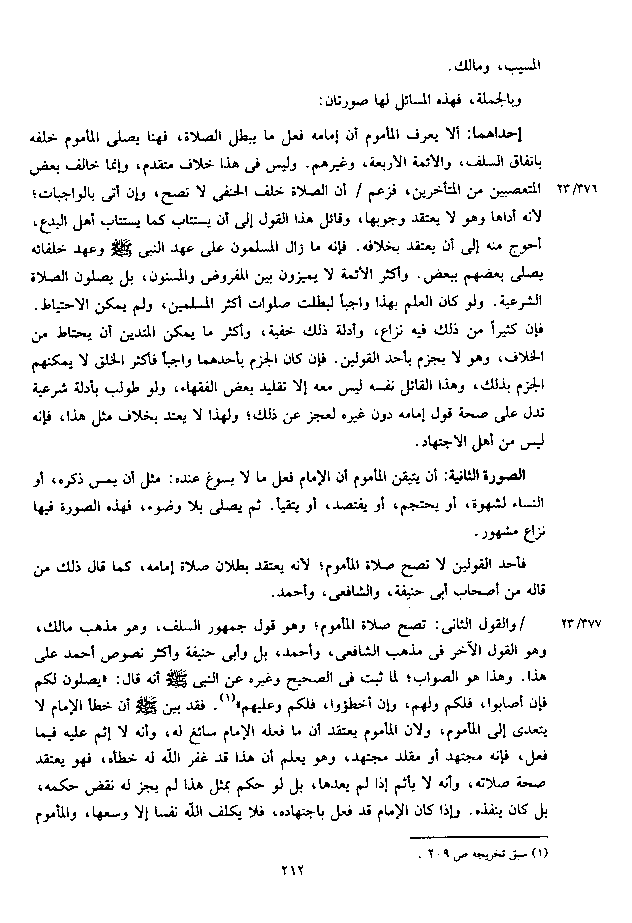 المسيب، ومالك.
وبالجملة، فهذه المسائل لها صورتان:
إحداهما: ألا يعرف المأموم أن إمامه فعل ما يبطل الصلاة، فهنا يصلى المأموم خلفه
باتفاق السلف، والأئمة الأربعة، وغيرهم. وليس فى هذا خلاف متقدم، وإنما خالف بعض
٢٣/٣٧٦ المتعصبين من المتأخرين، فزعم / أن الصلاة خلف الحنفى لا تصح، وإن أتى بالواجبات؛
لأنه أداها وهو لا يعتقد وجوبها، وقائل هذا القول إلى أن يستتاب كما يستتاب أهل البدع،
أحوج منه إلى أن يعتقد بخلافه. فإنه ما زال المسلمون على عهد النبى ﷺ وعهد خلفائه
يصلى بعضهم ببعض. وأكثر الأئمة لا يميزون بين المفروض والمسنون، بل يصلون الصلاة
الشرعية. ولو كان العلم بهذا واجباً لبطلت صلوات أكثر المسلمين، ولم يمكن الاحتياط.
فإن كثيراً من ذلك فيه نزاع، وأدلة ذلك خفية، وأكثر ما يمكن المتدين أن يحتاط من
الخلاف، وهو لا يجزم بأحد القولين. فإن كان الجزم بأحدهما واجباً فأكثر الخلق لا يمكنهم
الجزم بذلك، وهذا القائل نفسه ليس معه إلا تقليد بعض الفقهاء، ولو طولب بأدلة شرعية
تدل على صحة قول إمامه دون غيره لعجز عن ذلك؛ ولهذا لا يعتد بخلاف مثل هذا، فإنه
ليس من أهل الاجتهاد.
الصورة الثانية: أن يتيقن المأموم أن الإمام فعل ما لا يسوغ عنده: مثل أن يمس ذكره، أو
النساء لشهوة، أو يحتجم، أو يفتصد، أو يتقيأ. ثم يصلى بلا وضوء، فهذه الصورة فيها
نزاع مشهور.
فأحد القولين لا تصح صلاة المأموم؛ لأنه يعتقد بطلان صلاة إمامه، كما قال ذلك من
قاله من أصحاب أبى حنيفة، والشافعى، وأحمد.
٢٣/٣٧٧ / والقول الثانى: تصح صلاة المأموم؛ وهو قول جمهور السلف، وهو مذهب مالك،
وهو القول الآخر فى مذهب الشافعى، وأحمد، بل وأبى حنيفة وأكثر نصوص أحمد على
هذا. وهذا هو الصواب؛ لما ثبت فى الصحيح وغيره عن النبى ﷺ أنه قال: «يصلون لكم
فإن أصابوا، فلكم ولهم، وإن أخطؤوا، فلكم وعليهم»(١). فقد بين ﷺ أن خطأ الإمام لا
يتعدى إلى المأموم، ولأن المأموم يعتقد أن ما فعله الإمام سائغ له، وأنه لا إثم عليه فيما
فعل، فإنه مجتهد أو مقلد مجتهد، وهو يعلم أن هذا قد غفر الله له خطأه، فهو يعتقد
صحة صلاته، وأنه لا يأثم إذا لم يعدها، بل لو حكم بمثل هذا لم يجز له نقض حكمه،
بل كان ينفذه. وإذا كان الإمام قد فعل باجتهاده، فلا يكلف الله نفسا إلا وسعها، والمأموم
(١) سبق تخريجه ص ٢٠٩ .
٢١٢